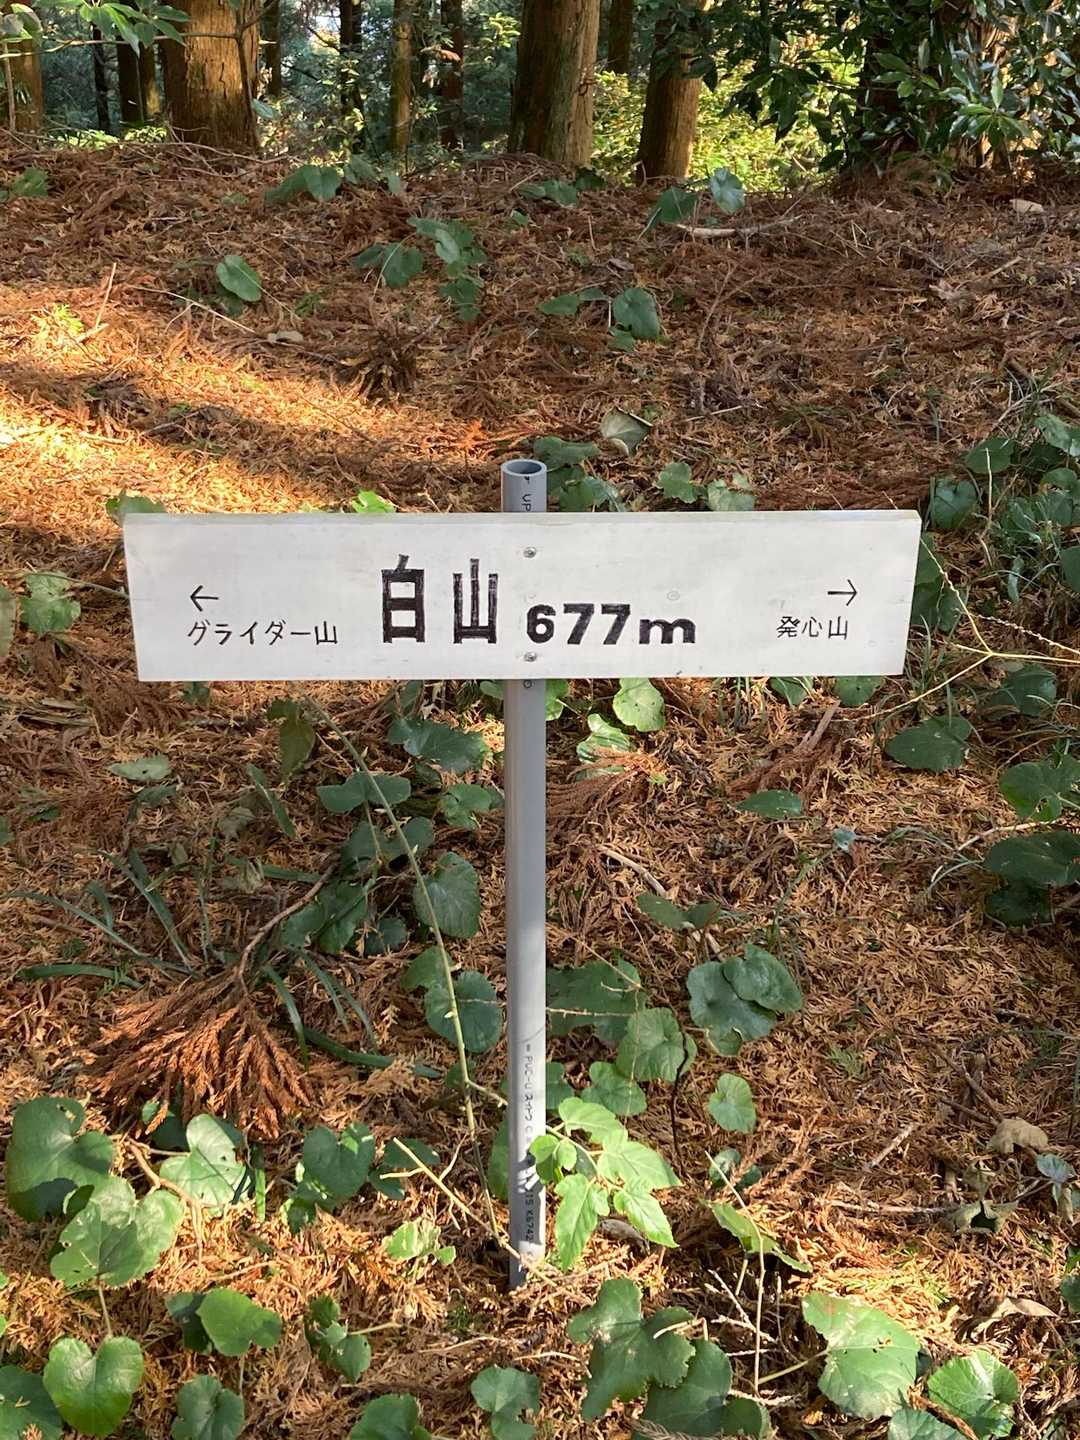 ← 白山 677m →
グライダー山 発心山